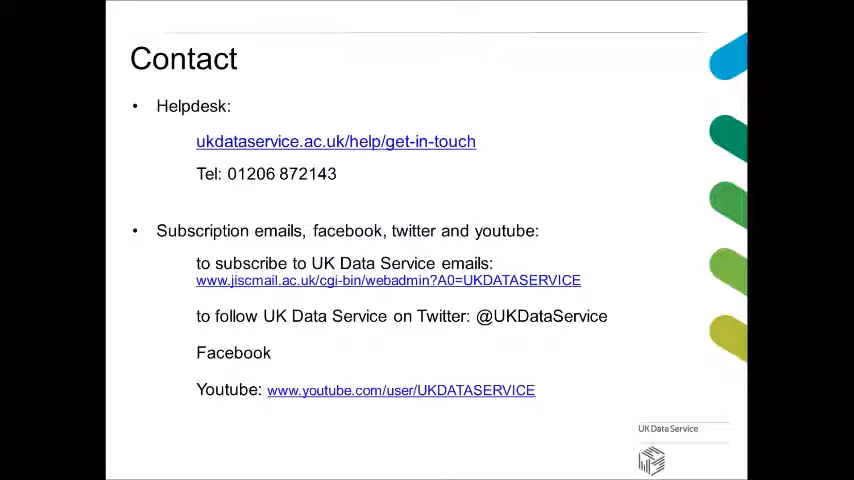 Contact
• Helpdesk:
ukdataservice.ac.uk/help/get-in-touch
Tel: 01206 872143
• Subscription emails, facebook, twitter and youtube:
to subscribe to UK Data Service emails:
www.jiscmail.ac.uk/cgi-bin/webadmin?A0=UKDATASERVICE
to follow UK Data Service on Twitter: @UKDataService
Facebook
Youtube: www.youtube.com/user/UKDATASERVICE
UK Data Service